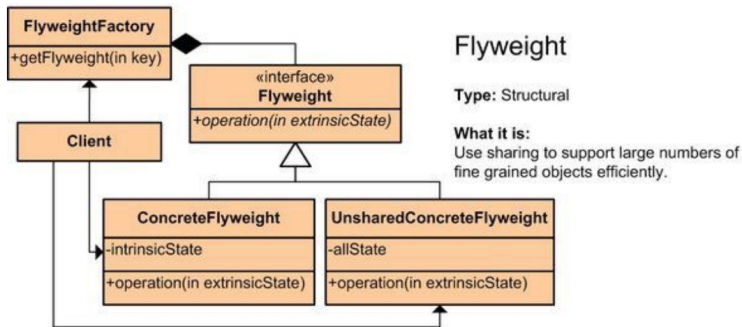 FlyweightFactory
+getFlyweight(in key)
Client
«interface»
Flyweight
+operation(in extrinsicState)
ConcreteFlyweight
-intrinsicState
+operation(in extrinsicState)
UnsharedConcreteFlyweight
-allState
+operation(in extrinsicState)
Flyweight
Type: Structural
What it is:
Use sharing to support large numbers of
fine grained objects efficiently.